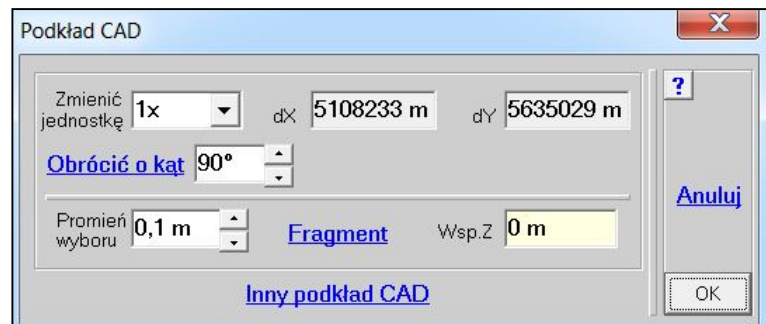 Podkład CAD
Zmienić jednostkę 1x dX 5108233 m dY 5635029 m ?
Obrócić o kąt 90°
Anuluj
Promień wyboru 0,1 m Fragment Wsp.Z 0 m
Inny podkład CAD OK